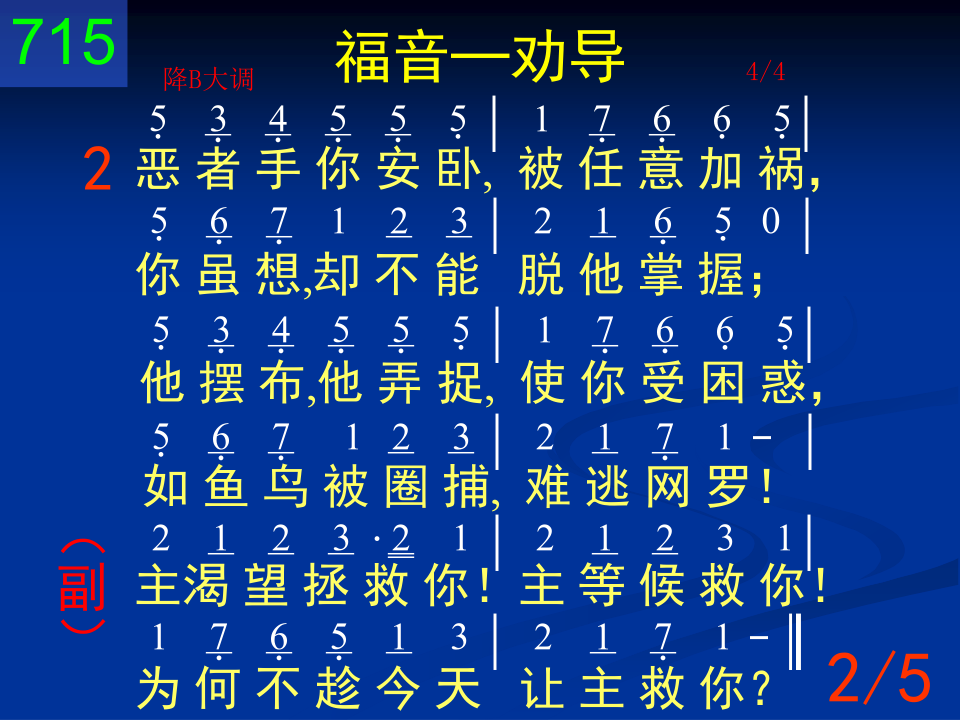 715
福音—劝导
降B大调
4/4
5 3 4 5 5 5 | 1 7 6 6 5 |
2
恶者手你安卧, 被任意加祸,
5 6 7 1 2 3 | 2 1 6 5 0 |
你虽想,却不能 脱他掌握;
5 3 4 5 5 5 | 1 7 6 6 5 |
他摆布,他弄捉, 使你受困惑,
5 6 7 1 2 3 | 2 1 7 1 - |
如鱼鸟被圈捕, 难逃网罗!
2 1 2 3 · 2 1 | 2 1 2 3 1 |
(副)
主渴望拯救你! 主等候救你!
1 7 6 5 1 3 | 2 1 7 1 - ‖
为何不趁今天 让主救你?
2/5